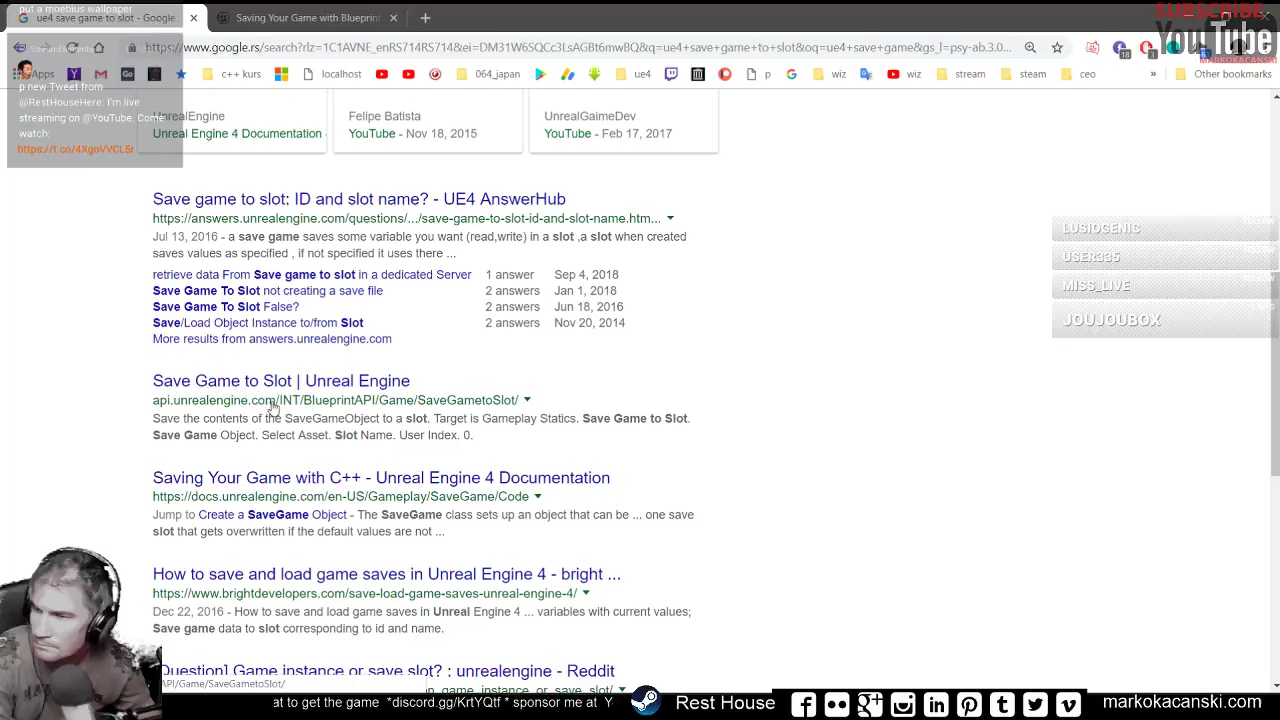 put a moebius wallpaper
ue4 save game to slot - Google
Saving Your Game with Blueprint
SUBSCRIBE
YouTube
MARKOKACANSKI
StreamElements
https://www.google.rs/search?rlz=1C1AVNE_enRS714RS714&ei=DM31W6SQCc3LsAGBt6mwBQ&q=ue4+save+game+to+slot&oq=ue4+save+game&gs_l=psy-ab.3.0...
18
Apps
c++ kurs
localhost
064_japan
ue4
p
wiz
wiz
stream
steam
ceo
»
Other bookmarks
p new Tweet from
@RestHouseHere: I'm live
streaming on @YouTube. Come
watch:
https://t.co/4XgoVVCL5r
UnrealEngine
Unreal Engine 4 Documentation
Felipe Batista
YouTube - Nov 18, 2015
UnrealGaimeDev
YouTube - Feb 17, 2017
Save game to slot: ID and slot name? - UE4 AnswerHub
https://answers.unrealengine.com/questions/.../save-game-to-slot-id-and-slot-name.htm...
Jul 13, 2016 - a save game saves some variable you want (read,write) in a slot ,a slot when created
saves values as specified , if not specified it uses there ...
retrieve data From Save game to slot in a dedicated Server 1 answer Sep 4, 2018
Save Game To Slot not creating a save file 2 answers Jan 1, 2018
Save Game To Slot False? 2 answers Jun 18, 2016
Save/Load Object Instance to/from Slot 2 answers Nov 20, 2014
More results from answers.unrealengine.com
LUSIOGENIC
USER335
MISS_LIVE
JOUJOUBOX
Save Game to Slot | Unreal Engine
api.unrealengine.com/INT/BlueprintAPI/Game/SaveGametoSlot/
Save the contents of the SaveGameObject to a slot. Target is Gameplay Statics. Save Game to Slot.
Save Game Object. Select Asset. Slot Name. User Index. 0.
Saving Your Game with C++ - Unreal Engine 4 Documentation
https://docs.unrealengine.com/en-US/Gameplay/SaveGame/Code
Jump to Create a SaveGame Object - The SaveGame class sets up an object that can be ... one save
slot that gets overwritten if the default values are not ...
How to save and load game saves in Unreal Engine 4 - bright ...
https://www.brightdevelopers.com/save-load-game-saves-unreal-engine-4/
Dec 22, 2016 - How to save and load game saves in Unreal Engine 4 ... variables with current values;
Save game data to slot corresponding to id and name.
[Question] Game instance or save slot? : unrealengine - Reddit
API/Game/SaveGametoSlot/
game_instance_or_save_slot/
at to get the game *discord.gg/KrtYQtf * sponsor me at Y
Rest House
markokacanski.com